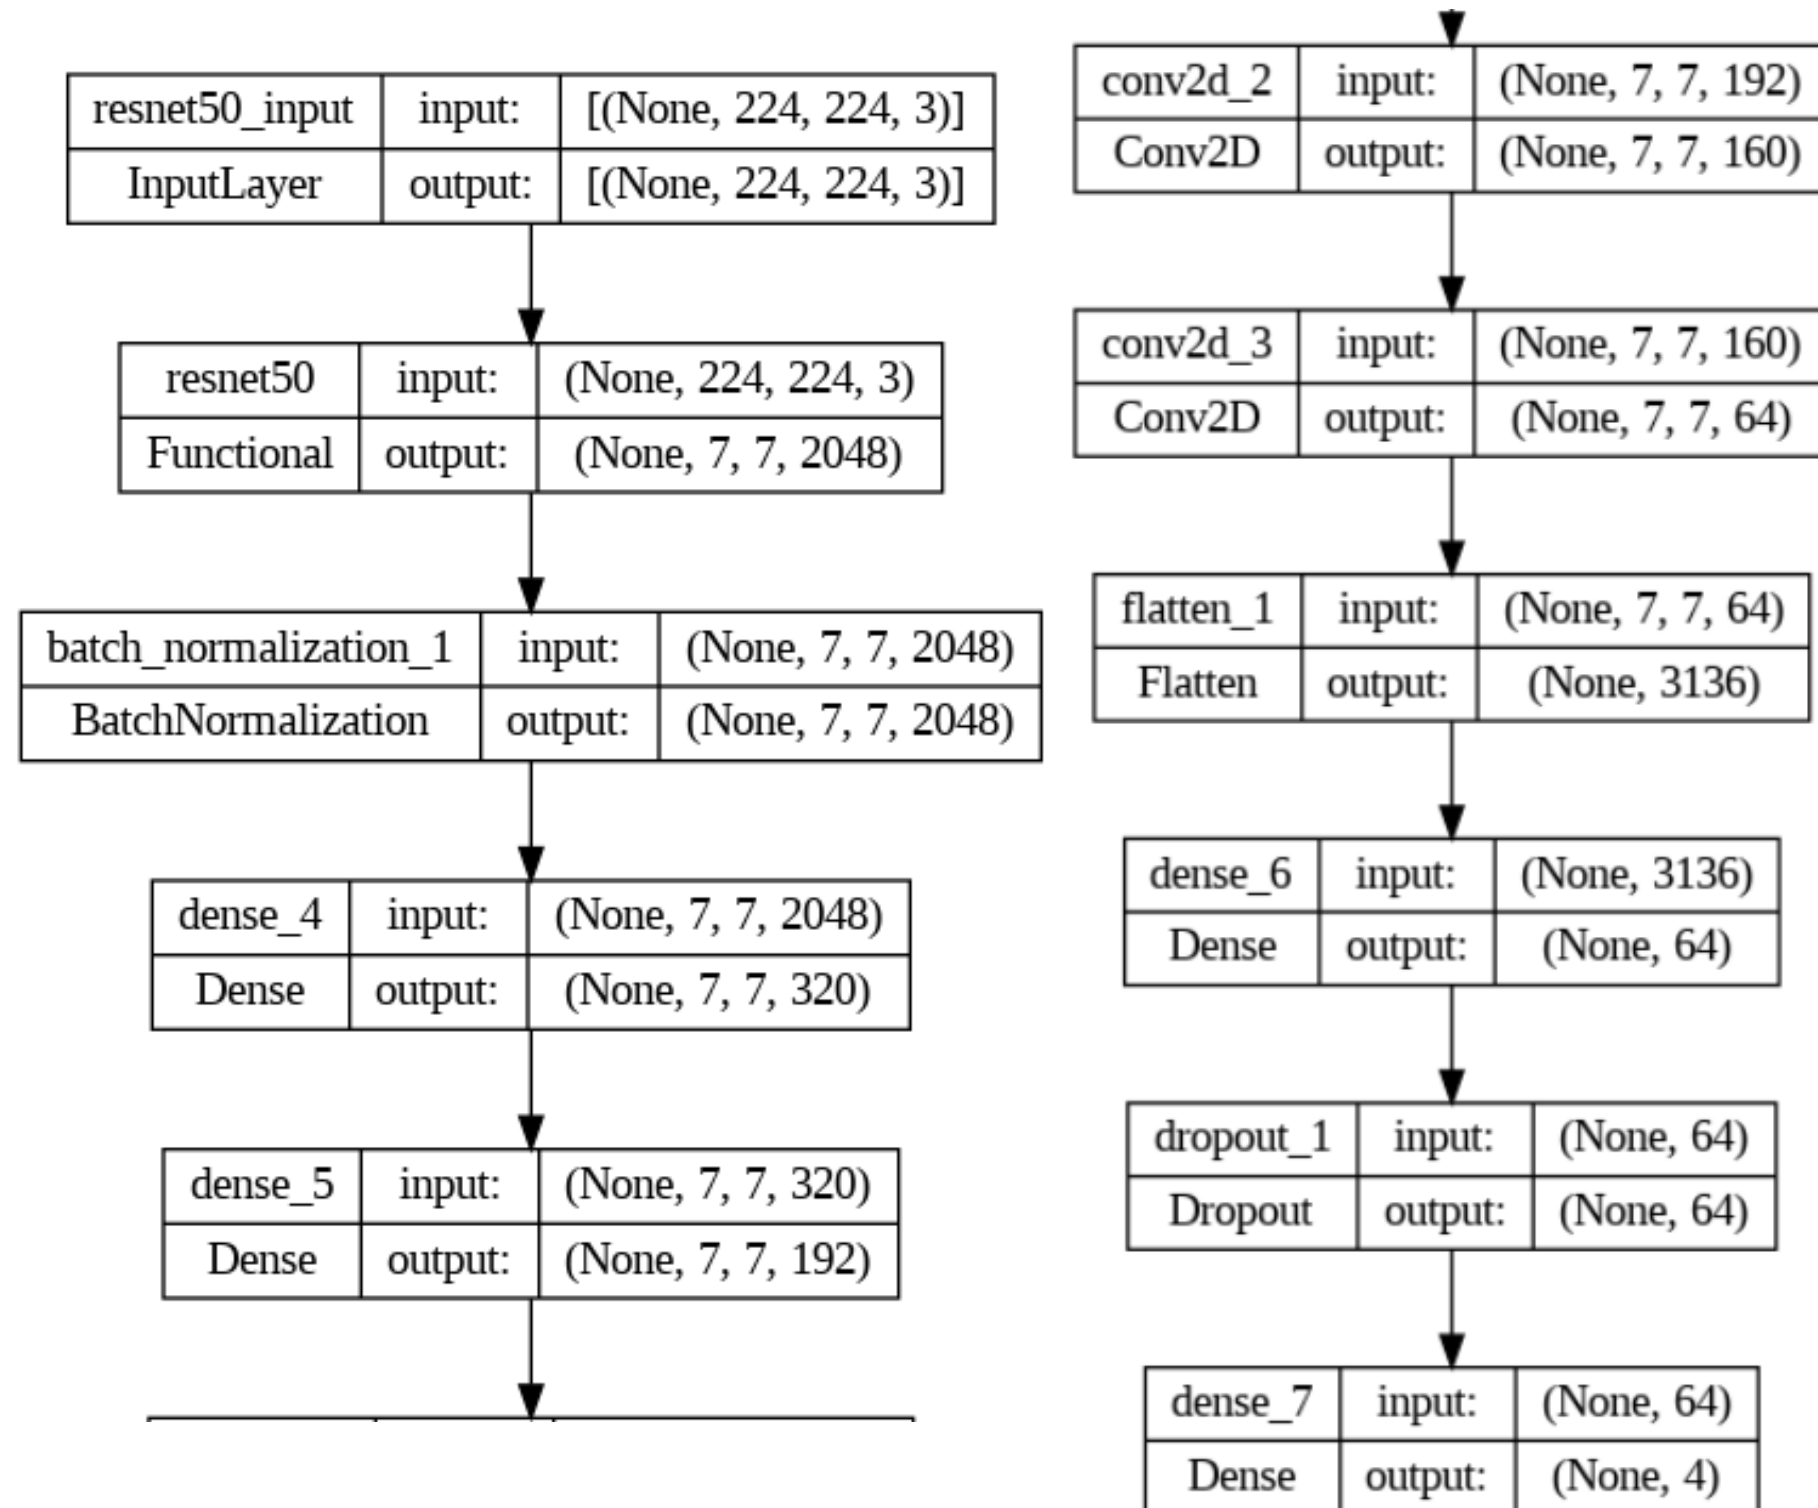 resnet50_input input: [(None, 224, 224, 3)]
InputLayer output: [(None, 224, 224, 3)]
resnet50 input: (None, 224, 224, 3)
Functional output: (None, 7, 7, 2048)
batch_normalization_1 input: (None, 7, 7, 2048)
BatchNormalization output: (None, 7, 7, 2048)
dense_4 input: (None, 7, 7, 2048)
Dense output: (None, 7, 7, 320)
dense_5 input: (None, 7, 7, 320)
Dense output: (None, 7, 7, 192)
conv2d_2 input: (None, 7, 7, 192)
Conv2D output: (None, 7, 7, 160)
conv2d_3 input: (None, 7, 7, 160)
Conv2D output: (None, 7, 7, 64)
flatten_1 input: (None, 7, 7, 64)
Flatten output: (None, 3136)
dense_6 input: (None, 3136)
Dense output: (None, 64)
dropout_1 input: (None, 64)
Dropout output: (None, 64)
dense_7 input: (None, 64)
Dense output: (None, 4)